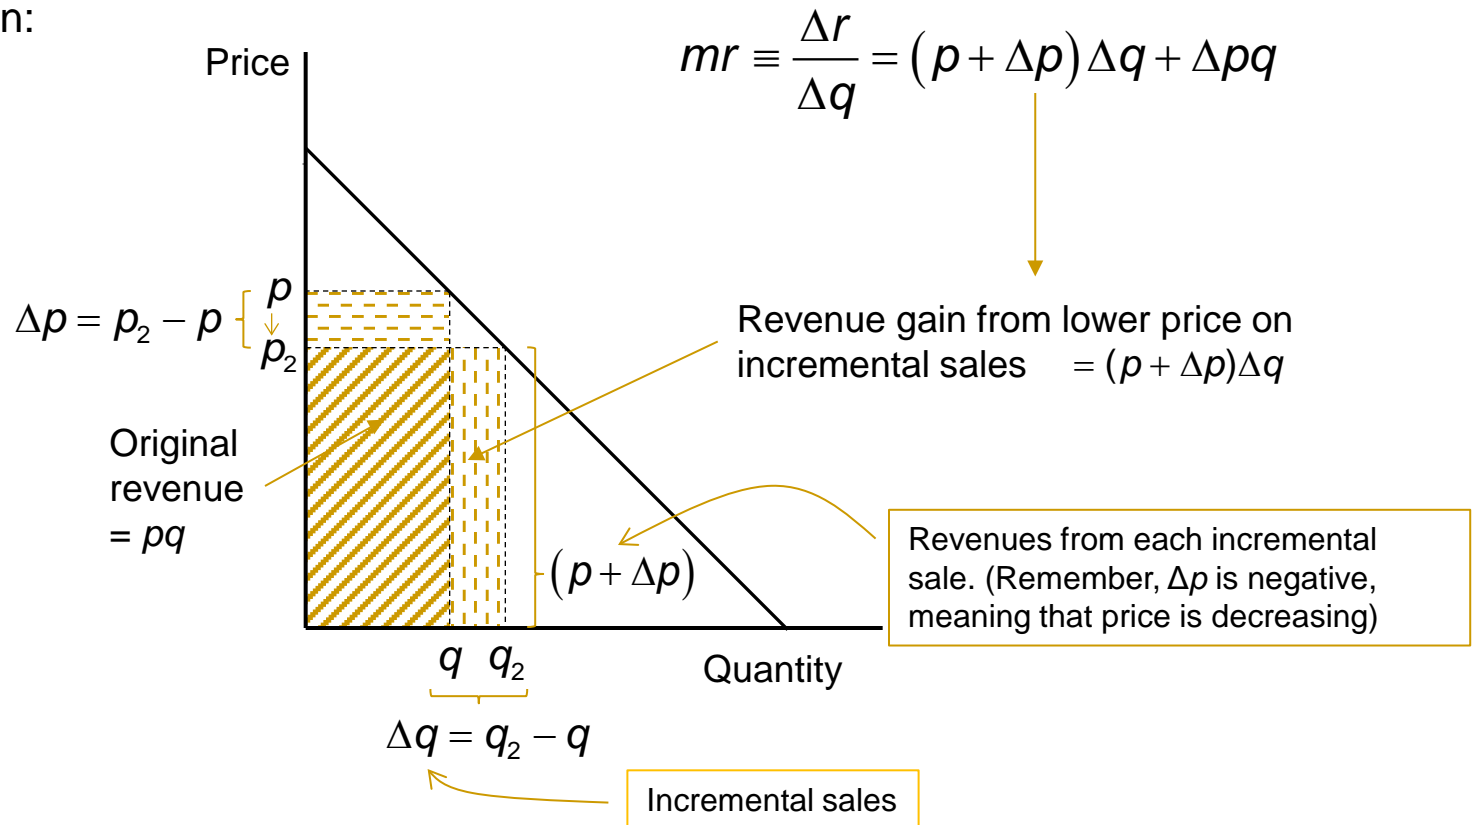 n:
Price
mr ≡ Δr/Δq = (p + Δp)Δq + Δpq
p
Δp = p₂ − p
p₂
Revenue gain from lower price on
incremental sales = (p + Δp)Δq
Original
revenue
= pq
(p + Δp)
Revenues from each incremental
sale. (Remember, Δp is negative,
meaning that price is decreasing)
q q₂
Quantity
Δq = q₂ − q
Incremental sales